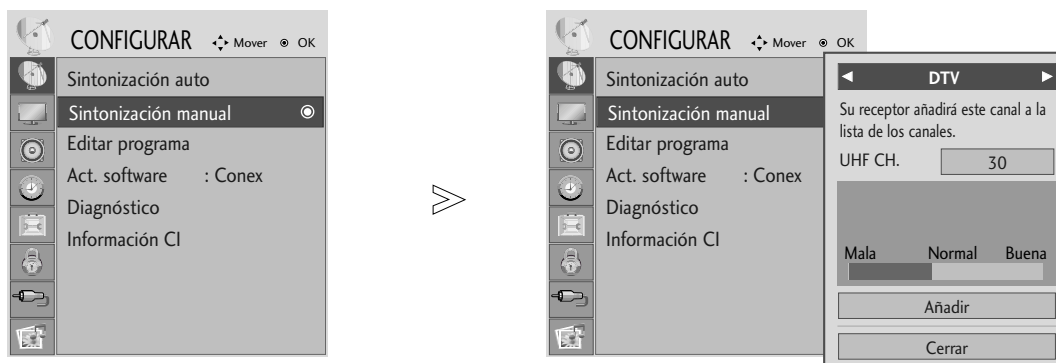 CONFIGURAR Mover OK
Sintonización auto
Sintonización manual
Editar programa
Act. software : Conex
Diagnóstico
Información CI
CONFIGURAR Mover OK
Sintonización auto
Sintonización manual
Editar programa
Act. software : Conex
Diagnóstico
Información CI
DTV
Su receptor añadirá este canal a la
lista de los canales.
UHF CH. 30
Mala Normal Buena
Añadir
Cerrar